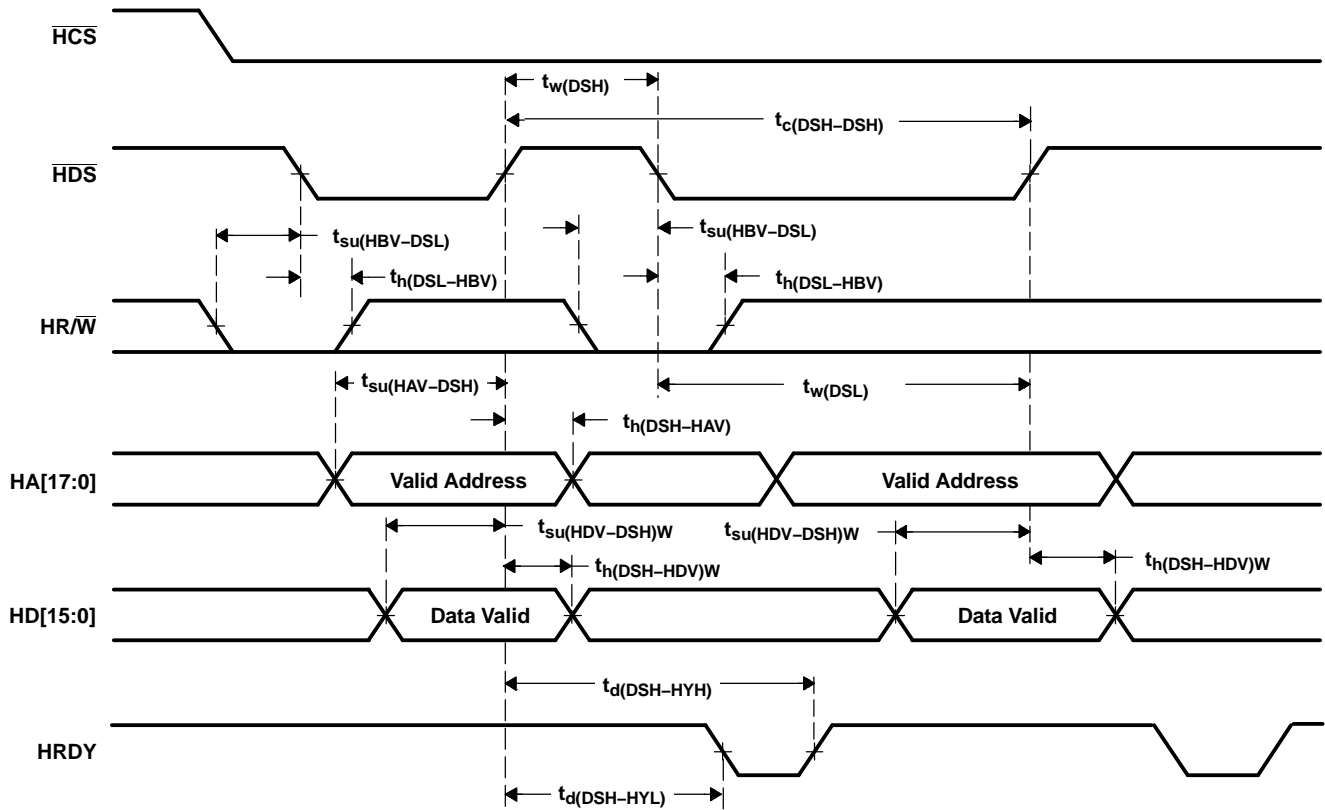 HCS
tw(DSH)
tc(DSH–DSH)
HDS
tsu(HBV–DSL)
tsu(HBV–DSL)
th(DSL–HBV)
th(DSL–HBV)
HR/W
tsu(HAV–DSH)
tw(DSL)
th(DSH–HAV)
HA[17:0]
Valid Address
Valid Address
tsu(HDV–DSH)W
tsu(HDV–DSH)W
th(DSH–HDV)W
th(DSH–HDV)W
HD[15:0]
Data Valid
Data Valid
td(DSH–HYH)
HRDY
td(DSH–HYL)